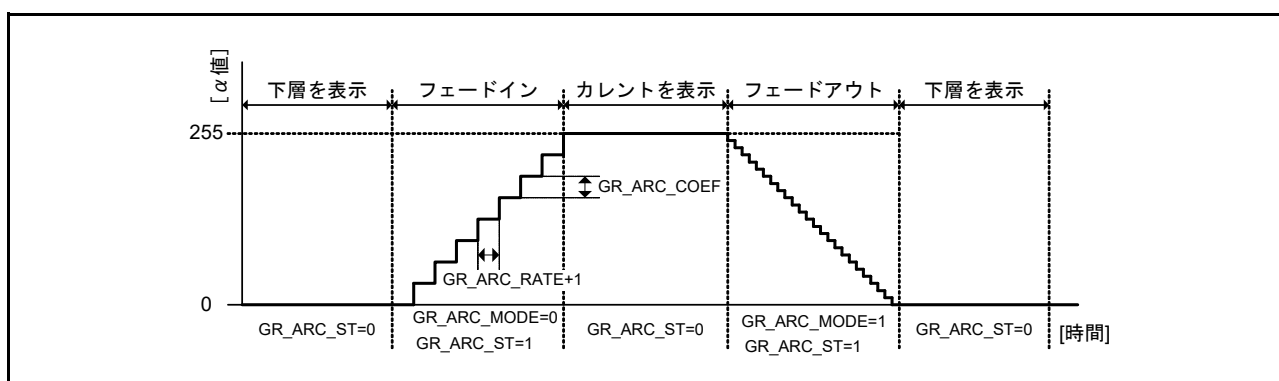 [α値]
下層を表示 フェードイン カレントを表示 フェードアウト 下層を表示
255
GR_ARC_COEF
GR_ARC_RATE+1
0
GR_ARC_ST=0
GR_ARC_MODE=0
GR_ARC_ST=1
GR_ARC_ST=0
GR_ARC_MODE=1
GR_ARC_ST=1
GR_ARC_ST=0
[時間]